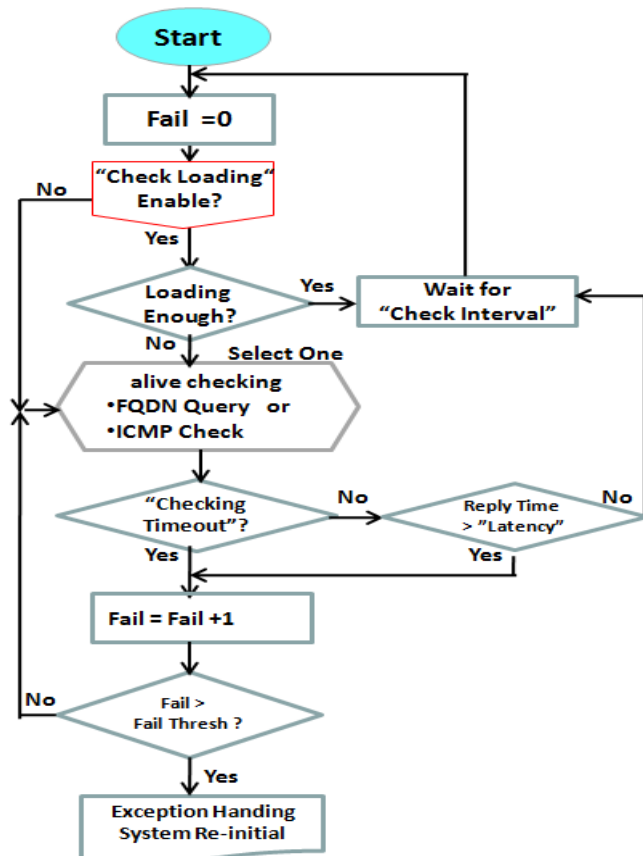 Start
Fail =0
No
“Check Loading“
Enable?
Yes
Loading
Enough?
Yes
Wait for
“Check Interval”
No
Select One
alive checking
•FQDN Query or
•ICMP Check
“Checking
Timeout”?
No
Reply Time
> ”Latency”
No
Yes
Yes
Fail = Fail +1
No
Fail >
Fail Thresh ?
Yes
Exception Handing
System Re-initial